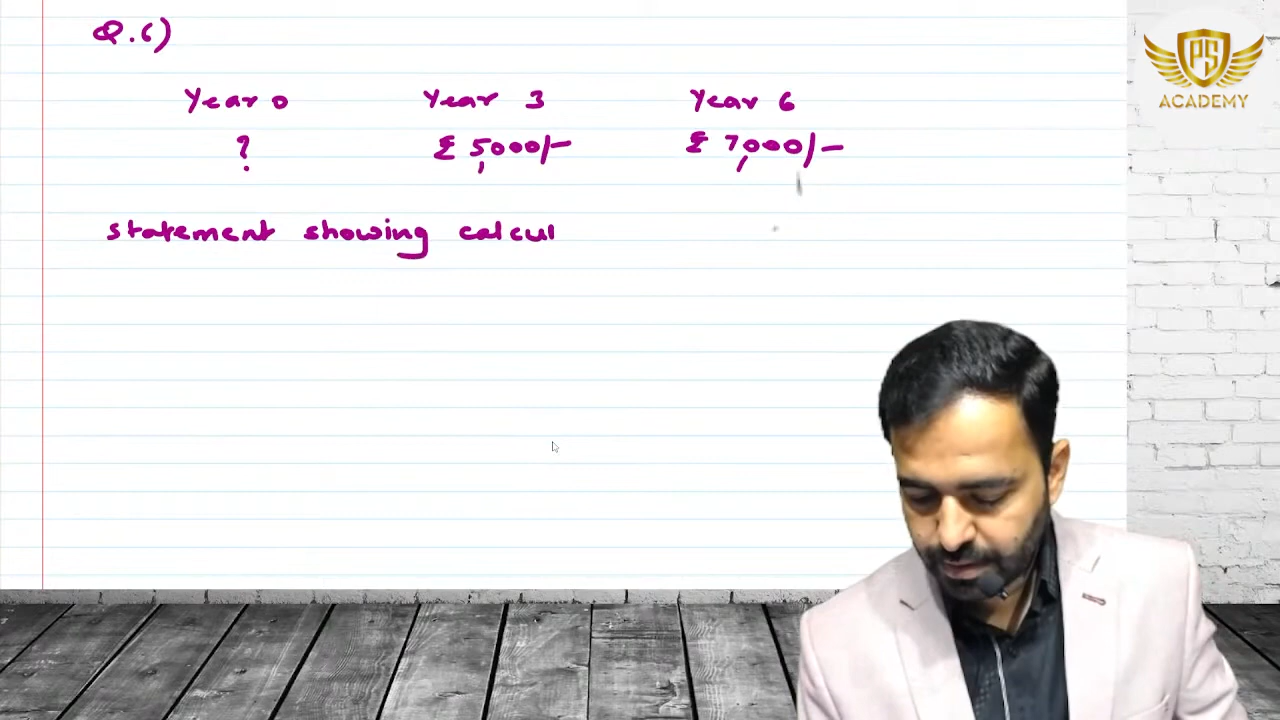 Q.6)
Year 0 Year 3 Year 6
? ₹ 5,000/- ₹ 7,000/-
statement showing calcul
PS
ACADEMY